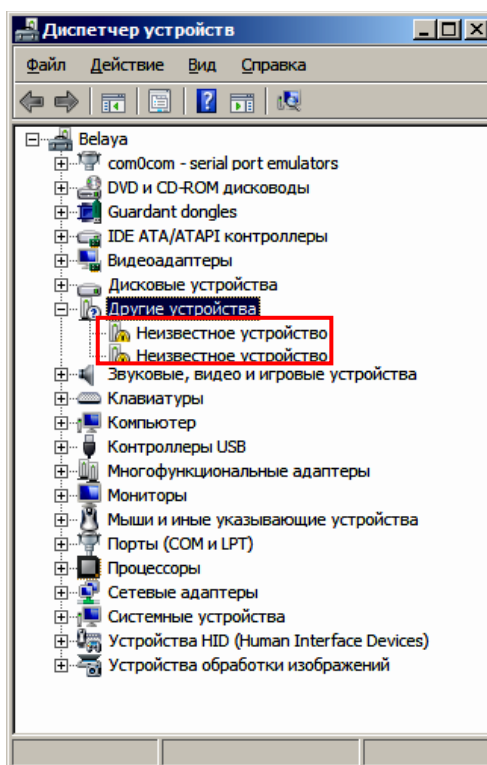 Диспетчер устройств
Файл Действие Вид Справка
Belaya
com0com - serial port emulators
DVD и CD-ROM дисководы
Guardant dongles
IDE ATA/ATAPI контроллеры
Видеоадаптеры
Дисковые устройства
Другие устройства
Неизвестное устройство
Неизвестное устройство
Звуковые, видео и игровые устройства
Клавиатуры
Компьютер
Контроллеры USB
Многофункциональные адаптеры
Мониторы
Мыши и иные указывающие устройства
Порты (COM и LPT)
Процессоры
Сетевые адаптеры
Системные устройства
Устройства HID (Human Interface Devices)
Устройства обработки изображений